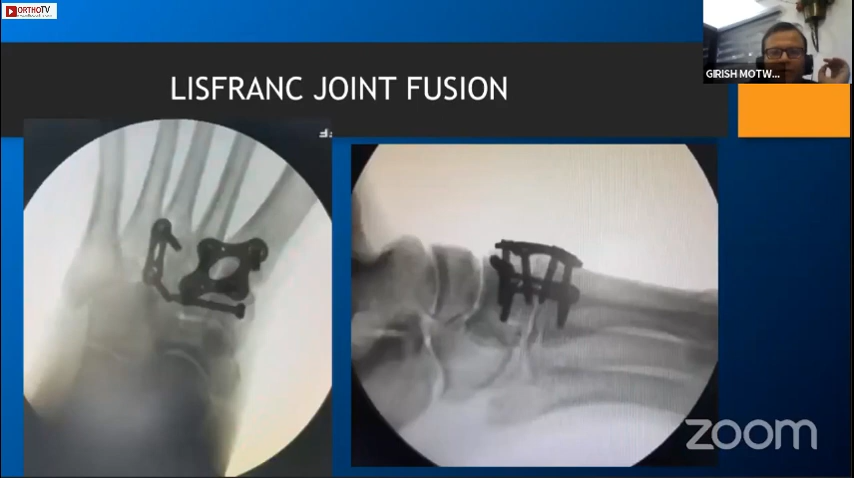 ORTHOTV
GIRISH MOTW...
LISFRANC JOINT FUSION
zoom